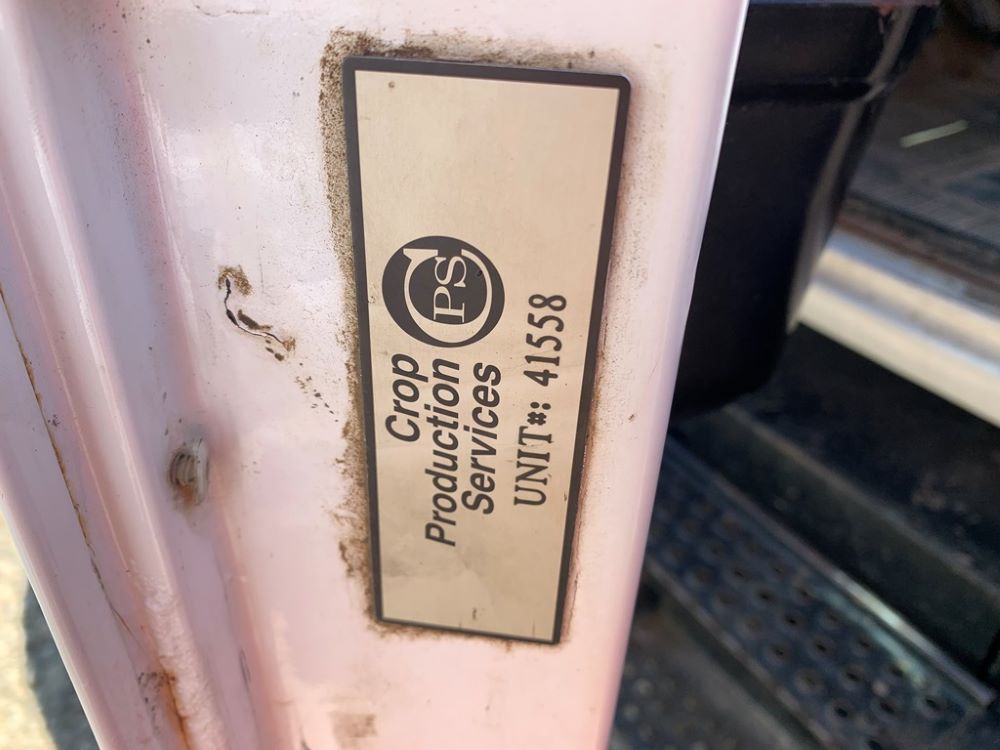 CPS
Crop
Production
Services
UNIT#: 41558